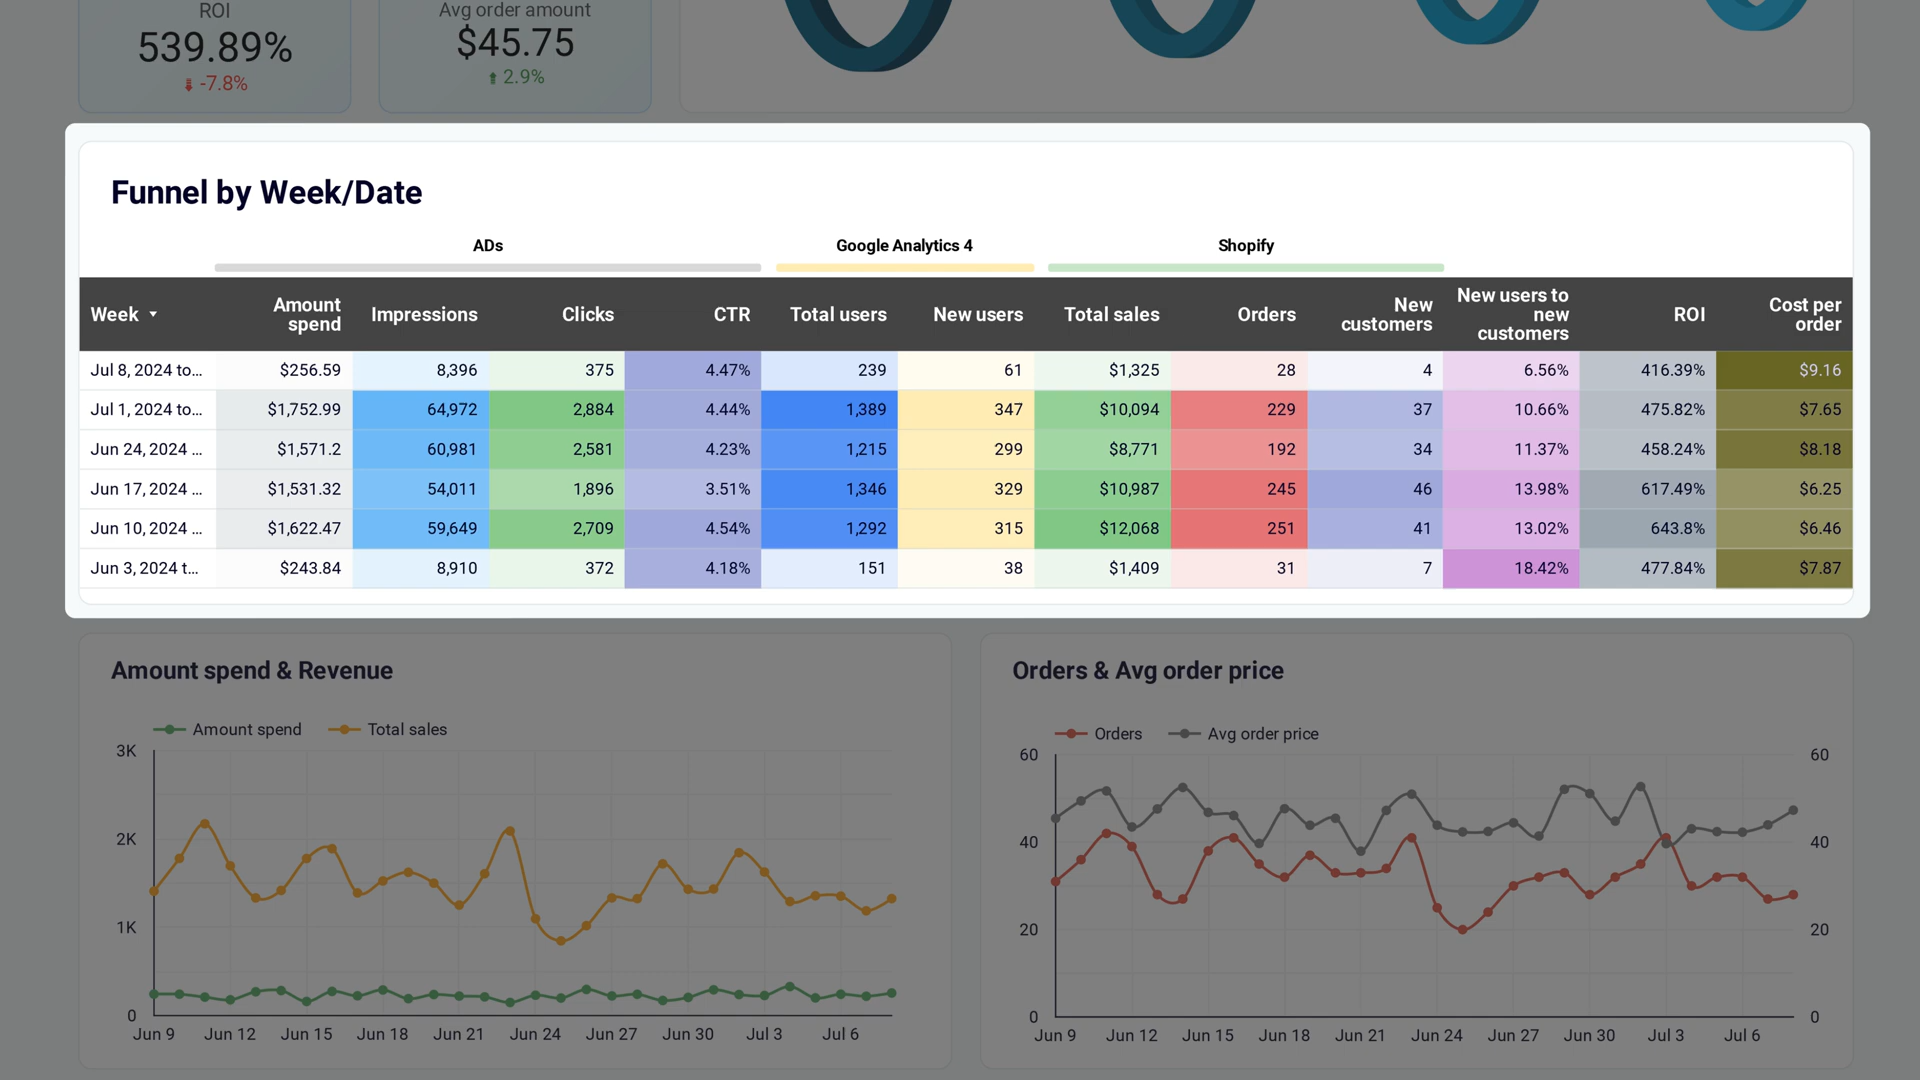 ROI
539.89%
-7.8%
Avg order amount
$45.75
2.9%
Funnel by Week/Date
ADs Google Analytics 4 Shopify
Week Amount spend Impressions Clicks CTR Total users New users Total sales Orders New customers New users to new customers ROI Cost per order
Jul 8, 2024 to... $256.59 8,396 375 4.47% 239 61 $1,325 28 4 6.56% 416.39% $9.16
Jul 1, 2024 to... $1,752.99 64,972 2,884 4.44% 1,389 347 $10,094 229 37 10.66% 475.82% $7.65
Jun 24, 2024 ... $1,571.2 60,981 2,581 4.23% 1,215 299 $8,771 192 34 11.37% 458.24% $8.18
Jun 17, 2024 ... $1,531.32 54,011 1,896 3.51% 1,346 329 $10,987 245 46 13.98% 617.49% $6.25
Jun 10, 2024 ... $1,622.47 59,649 2,709 4.54% 1,292 315 $12,068 251 41 13.02% 643.8% $6.46
Jun 3, 2024 t... $243.84 8,910 372 4.18% 151 38 $1,409 31 7 18.42% 477.84% $7.87
Amount spend & Revenue
Amount spend Total sales
3K
2K
1K
0
Jun 9 Jun 12 Jun 15 Jun 18 Jun 21 Jun 24 Jun 27 Jun 30 Jul 3 Jul 6
Orders & Avg order price
Orders Avg order price
60 60
40 40
20 20
0 0
Jun 9 Jun 12 Jun 15 Jun 18 Jun 21 Jun 24 Jun 27 Jun 30 Jul 3 Jul 6